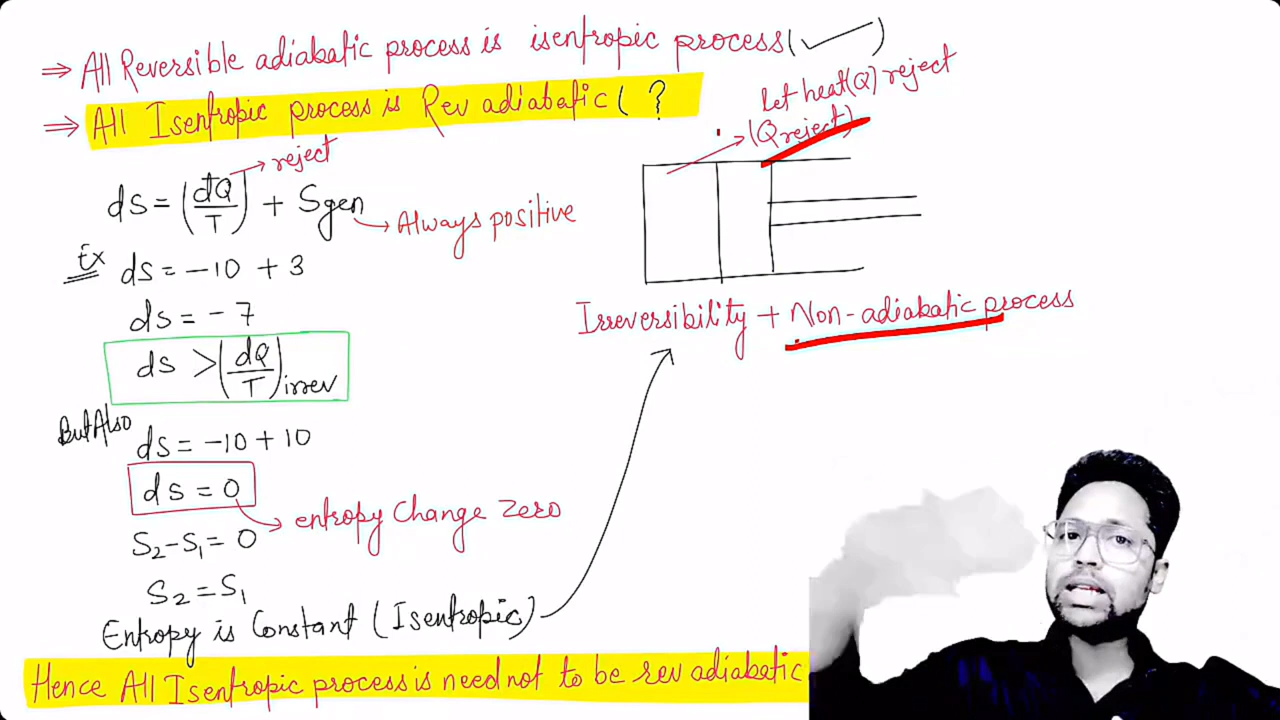 ⇒ All Reversible adiabatic process is isentropic process (✓)
⇒ All Isentropic process is Rev adiabatic ( ?
let heat (Q) reject
(Q reject)
→ reject
ds = (dQ/T) + Sgen
→ Always positive
Ex ds = -10 + 3
ds = -7
ds > (dQ/T)irrev
Irreversibility + Non-adiabatic process
But Also ds = -10 + 10
ds = 0
→ entropy Change Zero
S2-S1 = 0
S2 = S1
Entropy is Constant (Isentropic)
Hence All Isentropic process is need not to be rev adiabatic